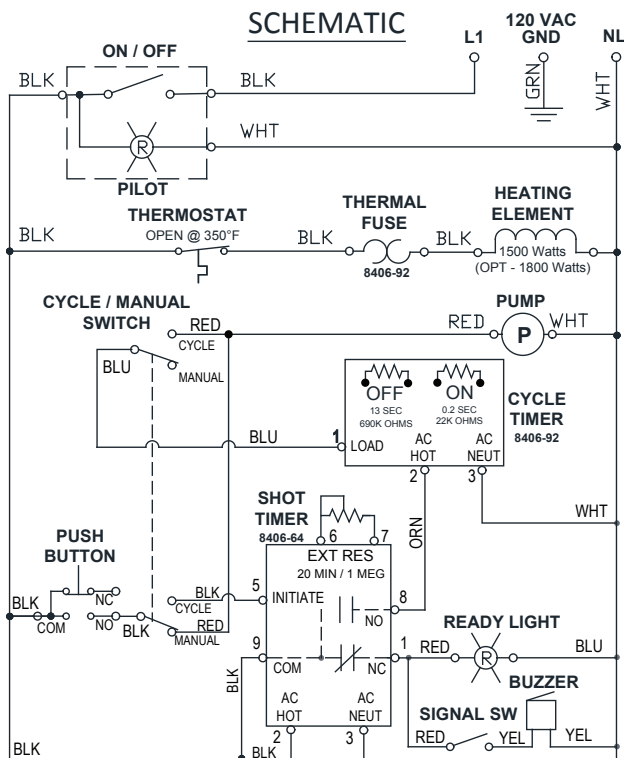 SCHEMATIC
L1
120 VAC
GND
NL
ON / OFF
BLK
BLK
GRN
WHT
WHT
R
PILOT
THERMOSTAT
OPEN @ 350°F
BLK
BLK
THERMAL
FUSE
8406-92
BLK
HEATING
ELEMENT
1500 Watts
(OPT - 1800 Watts)
CYCLE / MANUAL
SWITCH
RED
CYCLE
BLU
MANUAL
RED
PUMP
P
WHT
OFF
13 SEC
690K OHMS
ON
0.2 SEC
22K OHMS
CYCLE
TIMER
8406-92
BLU
1
LOAD
AC
HOT
AC
NEUT
2
3
ORN
WHT
SHOT
TIMER
8406-64
6
7
EXT RES
20 MIN / 1 MEG
PUSH
BUTTON
BLK
NC
COM
NO
BLK
BLK
CYCLE
RED
MANUAL
5
INITIATE
8
NO
9
COM
1
NC
BLK
READY LIGHT
RED
R
BLU
BUZZER
SIGNAL SW
RED
YEL
YEL
AC
HOT
AC
NEUT
2
3
BLK
BLK